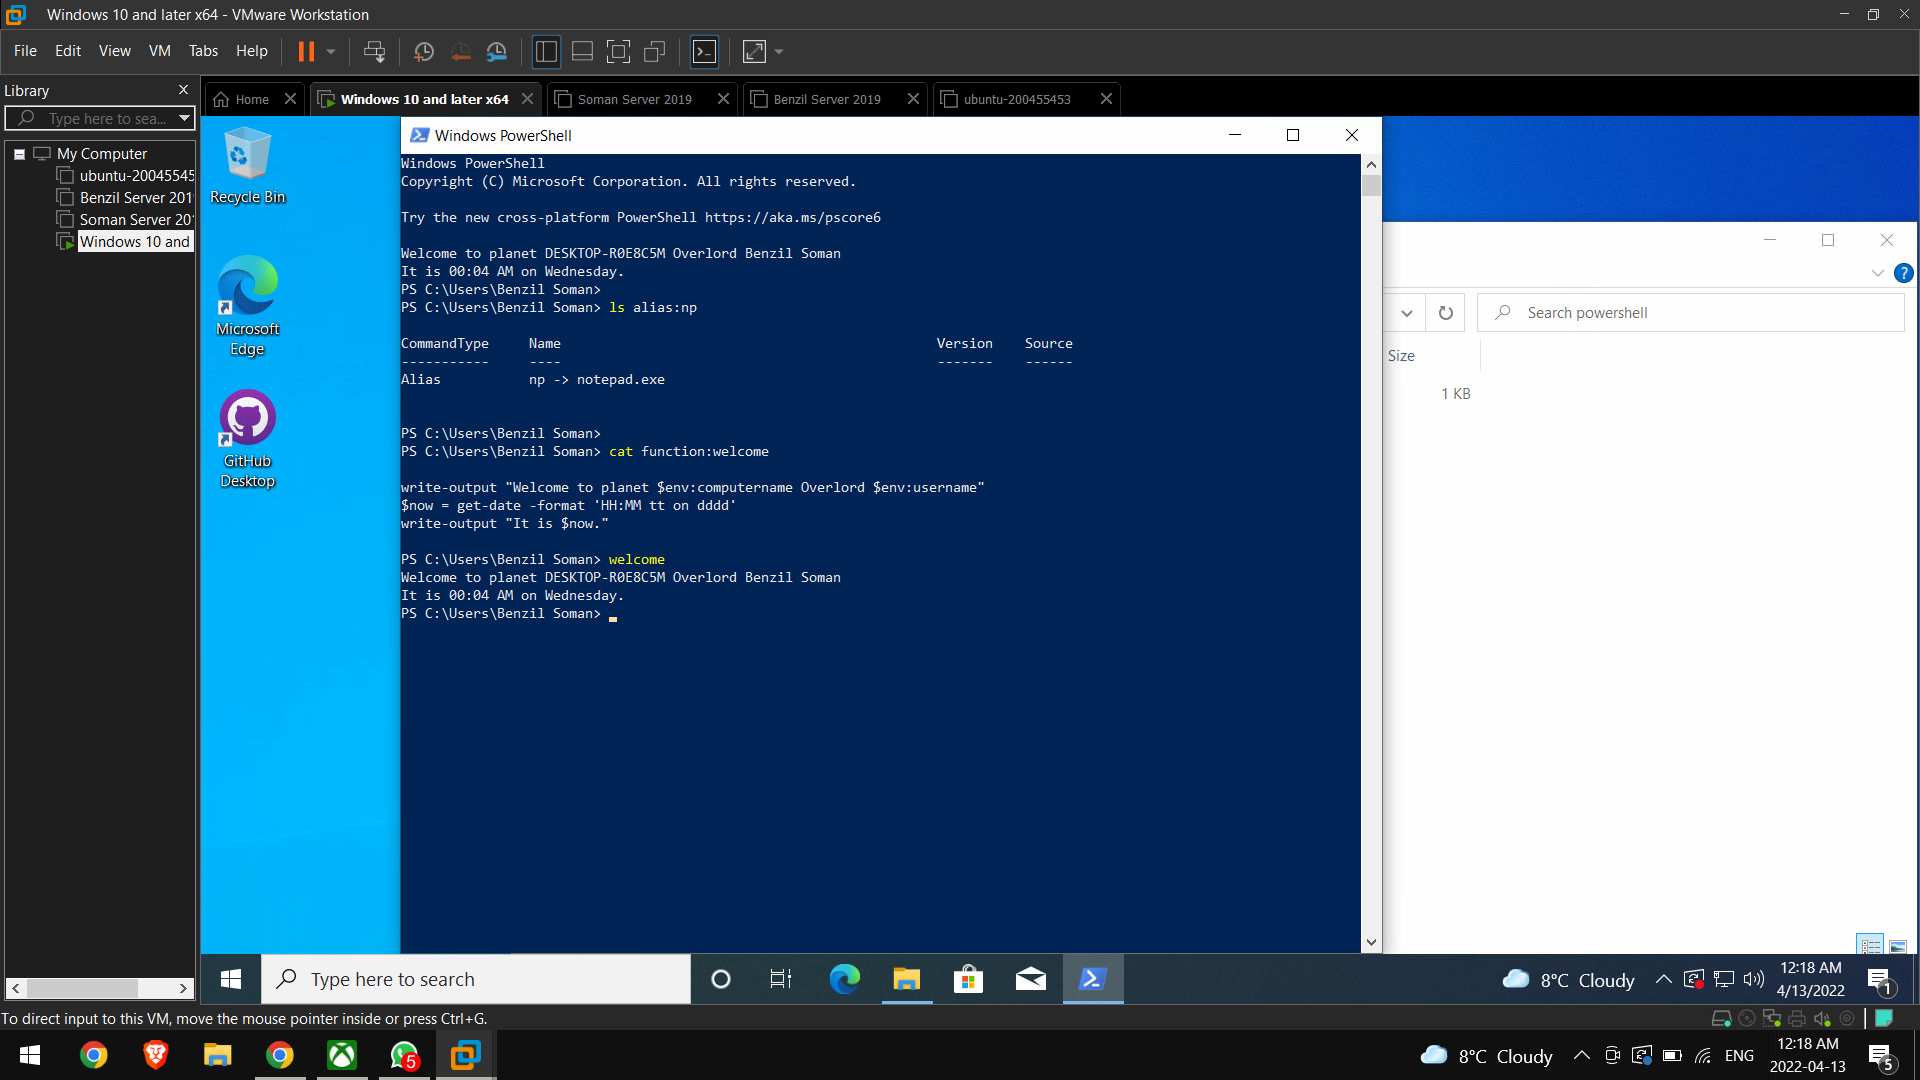 Windows 10 and later x64 - VMware Workstation
File Edit View VM Tabs Help
Library
Type here to sea...
My Computer
ubuntu-20045545
Benzil Server 201
Soman Server 201
Windows 10 and
Home
Windows 10 and later x64
Soman Server 2019
Benzil Server 2019
ubuntu-200455453
Recycle Bin
Microsoft
Edge
GitHub
Desktop
Windows PowerShell
Windows PowerShell
Copyright (C) Microsoft Corporation. All rights reserved.
Try the new cross-platform PowerShell https://aka.ms/pscore6
Welcome to planet DESKTOP-R0E8C5M Overlord Benzil Soman
It is 00:04 AM on Wednesday.
PS C:\Users\Benzil Soman>
PS C:\Users\Benzil Soman> ls alias:np
CommandType Name Version Source
----------- ---- ------- ------
Alias np -> notepad.exe
PS C:\Users\Benzil Soman>
PS C:\Users\Benzil Soman> cat function:welcome
write-output "Welcome to planet $env:computername Overlord $env:username"
$now = get-date -format 'HH:MM tt on dddd'
write-output "It is $now."
PS C:\Users\Benzil Soman> welcome
Welcome to planet DESKTOP-R0E8C5M Overlord Benzil Soman
It is 00:04 AM on Wednesday.
PS C:\Users\Benzil Soman>
Search powershell
Size
1 KB
Type here to search
8°C Cloudy
12:18 AM
4/13/2022
1
To direct input to this VM, move the mouse pointer inside or press Ctrl+G.
5
8°C Cloudy
ENG
12:18 AM
2022-04-13
5